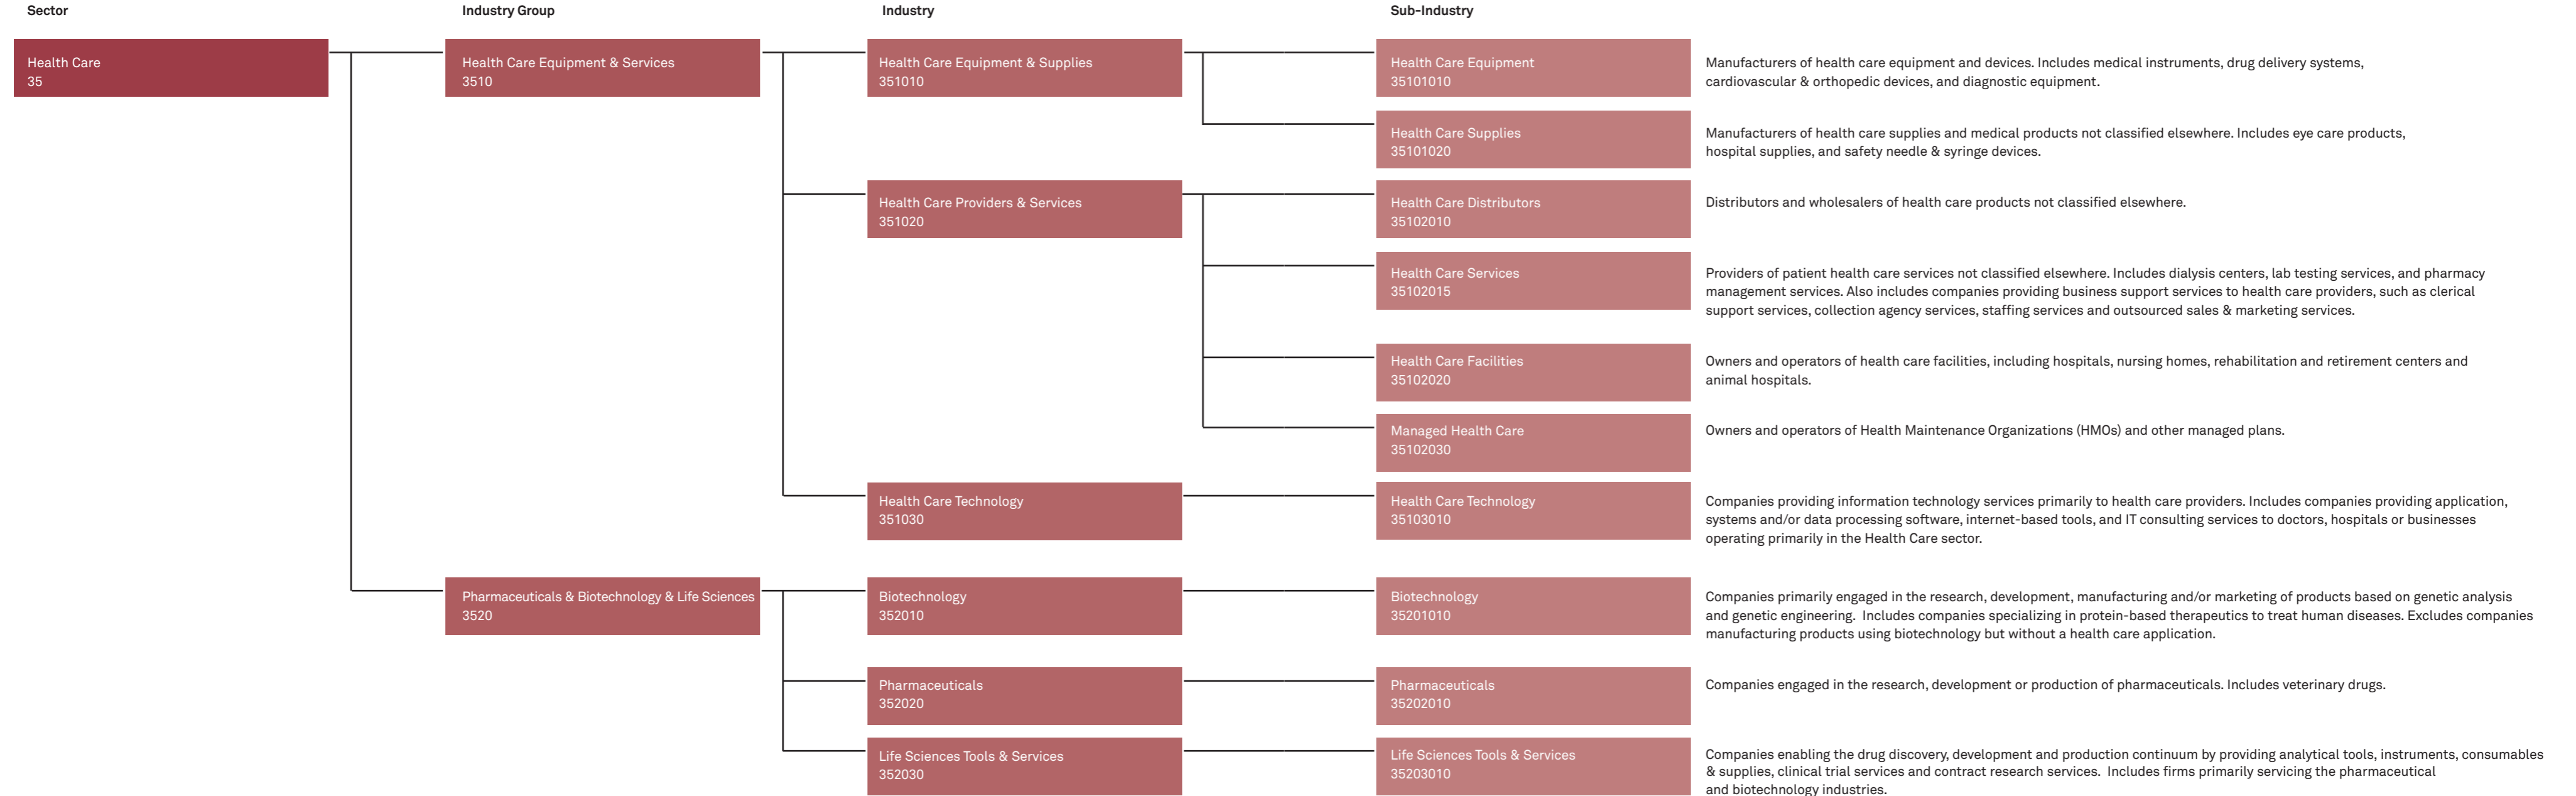 Sector Industry Group Industry Sub-Industry
Health Care
35
Health Care Equipment & Services
3510
Health Care Equipment & Supplies
351010
Health Care Equipment
35101010
Manufacturers of health care equipment and devices. Includes medical instruments, drug delivery systems,
cardiovascular & orthopedic devices, and diagnostic equipment.
Health Care Supplies
35101020
Manufacturers of health care supplies and medical products not classified elsewhere. Includes eye care products,
hospital supplies, and safety needle & syringe devices.
Health Care Providers & Services
351020
Health Care Distributors
35102010
Distributors and wholesalers of health care products not classified elsewhere.
Health Care Services
35102015
Providers of patient health care services not classified elsewhere. Includes dialysis centers, lab testing services, and pharmacy
management services. Also includes companies providing business support services to health care providers, such as clerical
support services, collection agency services, staffing services and outsourced sales & marketing services.
Health Care Facilities
35102020
Owners and operators of health care facilities, including hospitals, nursing homes, rehabilitation and retirement centers and
animal hospitals.
Managed Health Care
35102030
Owners and operators of Health Maintenance Organizations (HMOs) and other managed plans.
Health Care Technology
351030
Health Care Technology
35103010
Companies providing information technology services primarily to health care providers. Includes companies providing application,
systems and/or data processing software, internet-based tools, and IT consulting services to doctors, hospitals or businesses
operating primarily in the Health Care sector.
Pharmaceuticals & Biotechnology & Life Sciences
3520
Biotechnology
352010
Biotechnology
35201010
Companies primarily engaged in the research, development, manufacturing and/or marketing of products based on genetic analysis
and genetic engineering. Includes companies specializing in protein-based therapeutics to treat human diseases. Excludes companies
manufacturing products using biotechnology but without a health care application.
Pharmaceuticals
352020
Pharmaceuticals
35202010
Companies engaged in the research, development or production of pharmaceuticals. Includes veterinary drugs.
Life Sciences Tools & Services
352030
Life Sciences Tools & Services
35203010
Companies enabling the drug discovery, development and production continuum by providing analytical tools, instruments, consumables
& supplies, clinical trial services and contract research services. Includes firms primarily servicing the pharmaceutical
and biotechnology industries.